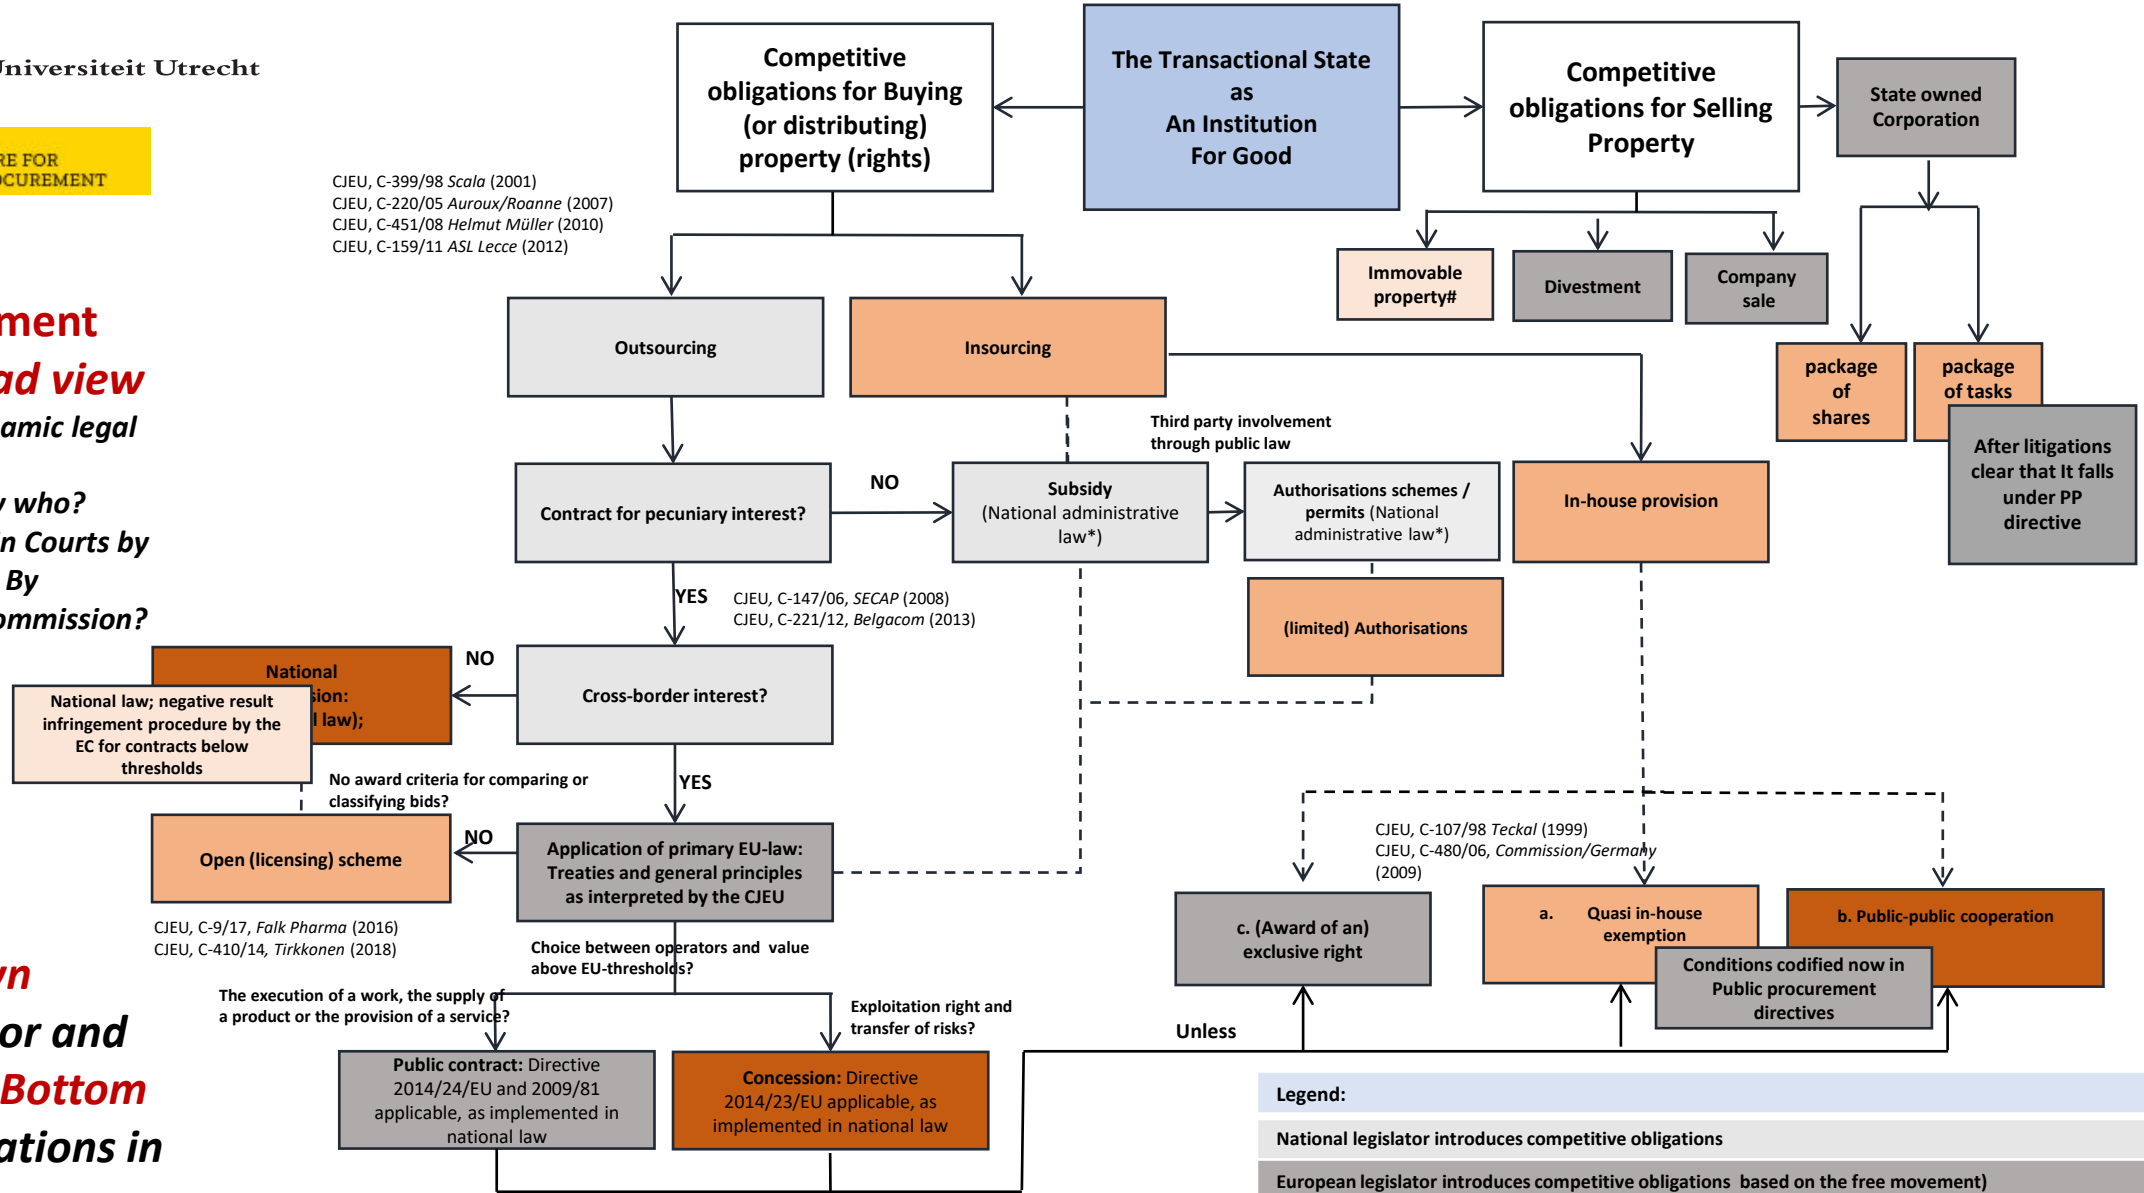 Universiteit Utrecht
RE FOR
OCUREMENT
ment
ad view
amic legal
who?
in Courts by
By
ommission?
wn
or and
Bottom
ations in
Competitive
obligations for Buying
(or distributing)
property (rights)
The Transactional State
as
An Institution
For Good
Competitive
obligations for Selling
Property
State owned
Corporation
CJEU, C-399/98 Scala (2001)
CJEU, C-220/05 Auroux/Roanne (2007)
CJEU, C-451/08 Helmut Müller (2010)
CJEU, C-159/11 ASL Lecce (2012)
Immovable
property#
Divestment
Company
sale
Outsourcing
Insourcing
package
of
shares
package
of tasks
After litigations
clear that It falls
under PP
directive
Third party involvement
through public law
Contract for pecuniary interest?
NO
Subsidy
(National administrative
law*)
Authorisations schemes /
permits (National
administrative law*)
In-house provision
YES
CJEU, C-147/06, SECAP (2008)
CJEU, C-221/12, Belgacom (2013)
(limited) Authorisations
National
sion:
l law);
NO
Cross-border interest?
National law; negative result
infringement procedure by the
EC for contracts below
thresholds
No award criteria for comparing or
classifying bids?
YES
Open (licensing) scheme
NO
Application of primary EU-law:
Treaties and general principles
as interpreted by the CJEU
CJEU, C-107/98 Teckal (1999)
CJEU, C-480/06, Commission/Germany
(2009)
CJEU, C-9/17, Falk Pharma (2016)
CJEU, C-410/14, Tirkkonen (2018)
c. (Award of an)
exclusive right
a. Quasi in-house
exemption
b. Public-public cooperation
Conditions codified now in
Public procurement
directives
Choice between operators and value
above EU-thresholds?
The execution of a work, the supply of
a product or the provision of a service?
Exploitation right and
transfer of risks?
Unless
Public contract: Directive
2014/24/EU and 2009/81
applicable, as implemented in
national law
Concession: Directive
2014/23/EU applicable, as
implemented in national law
Legend:
National legislator introduces competitive obligations
European legislator introduces competitive obligations based on the free movement)